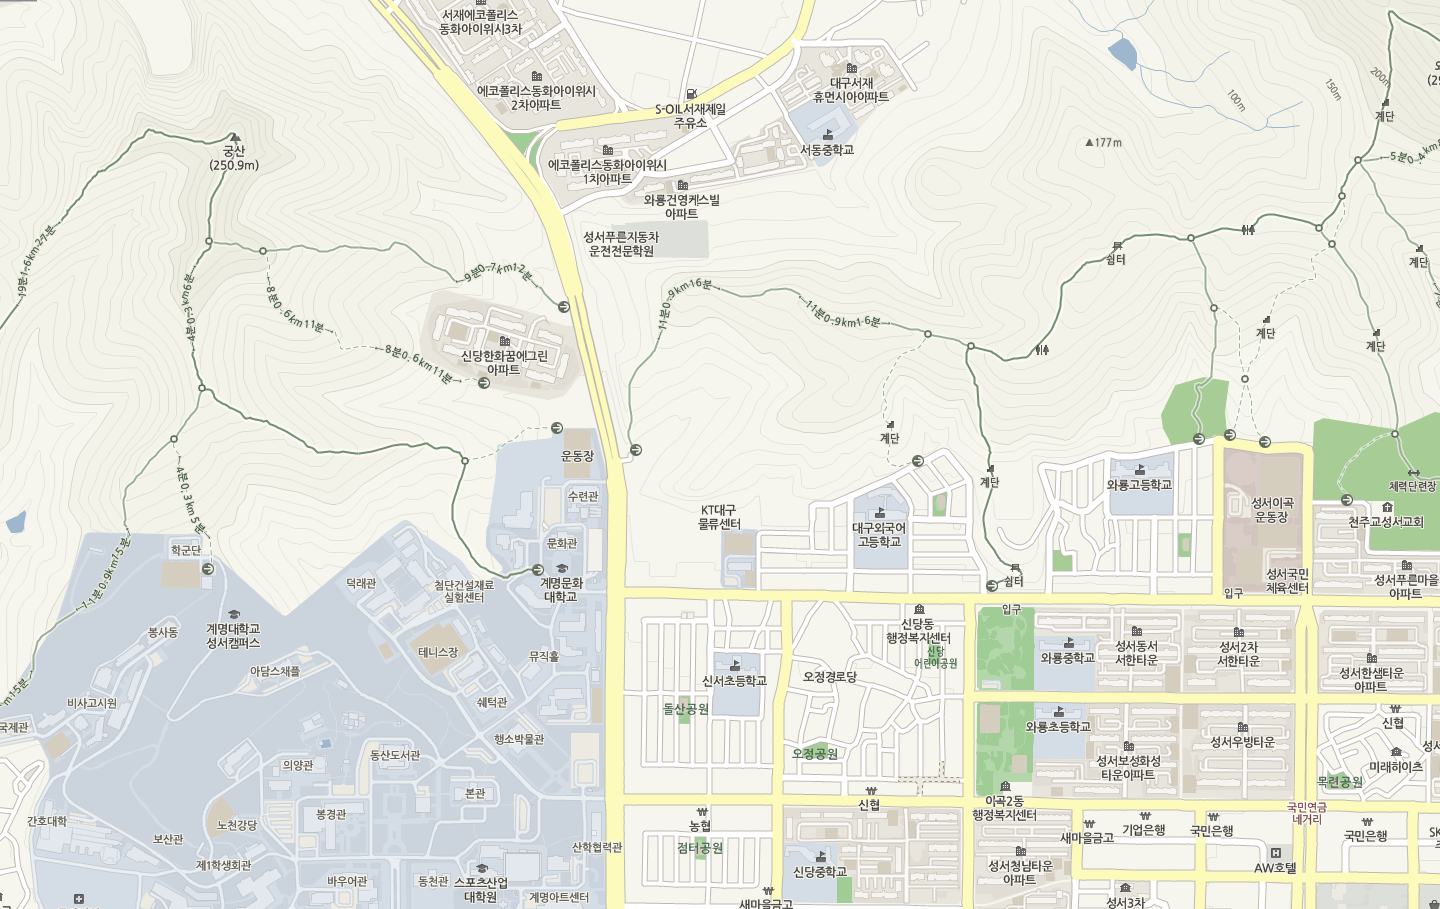 서재에코폴리스
동화아이위시3차
에코폴리스동화아이위시
2차아파트
대구서재
휴먼시아아파트
S-OIL서재제일
주유소
서동중학교
에코폴리스동화아이위시
1차아파트
와룡건영캐스빌
아파트
성서푸른자동차
운전전문학원
궁산
(250.9m)
200m
150m
100m
계단
177m
5분0.4km
쉼터
계단
계단
계단
19분1.6km27분
4분0.3km6분
9분0.7km12분
8분0.6km11분
8분0.6km11분
11분0.9km16분
11분0.9km16분
신당한화꿈에그린
아파트
계단
계단
운동장
수련관
4분0.3km5분
와룡고등학교
체력단련장
성서이곡
운동장
천주교성서교회
KT대구
물류센터
대구외국어
고등학교
학군단
문화관
계명문화
대학교
덕래관
첨단건설재료
실험센터
쉼터
성서국민
체육센터
성서푸른마을
아파트
11분0.9km15분
봉사동
계명대학교
성서캠퍼스
입구
입구
신당동
행정복지센터
신당
어린이공원
테니스장
뮤직홀
아담스채플
와룡중학교
성서동서
서한타운
성서2차
서한타운
성서한샘타운
아파트
신서초등학교
오정경로당
비사고시원
쉐턱관
돌산공원
국제관
행소박물관
와룡초등학교
성서우방타운
신협
의양관
동산도서관
오정공원
성서보성화성
타운아파트
미래하이츠
목련공원
본관
신협
이곡2동
행정복지센터
국민연금
네거리
간호대학
노천강당
봉경관
농협
새마을금고
기업은행
국민은행
국민은행
보산관
제1학생회관
산학협력관
점터공원
바우어관
동천관
스포츠산업
대학원
계명아트센터
신당중학교
성서청남타운
아파트
AW호텔
새마을금고
성서3차